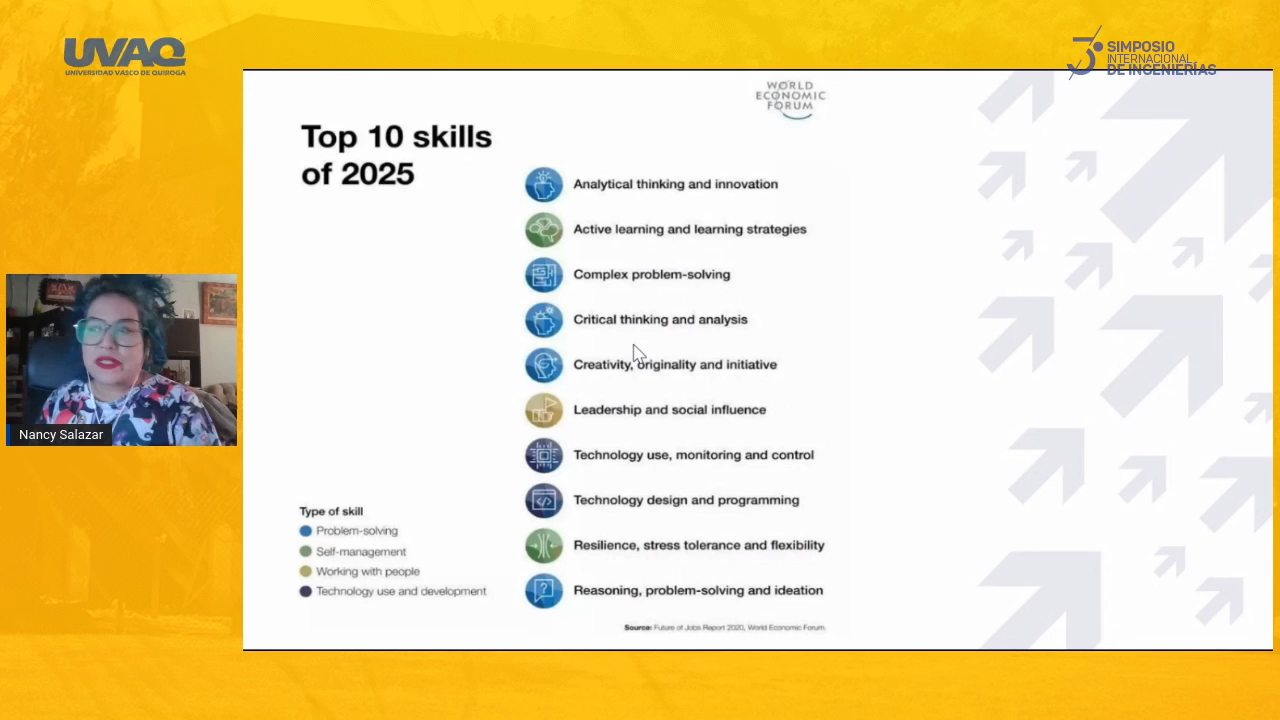 UVAQ
UNIVERSIDAD VASCO DE QUIROGA
3
SIMPOSIO
INTERNACIONAL
DE INGENIERÍAS
WORLD
ECONOMIC
FORUM
Top 10 skills
of 2025
Analytical thinking and innovation
Active learning and learning strategies
Complex problem-solving
Critical thinking and analysis
Creativity, originality and initiative
Leadership and social influence
Technology use, monitoring and control
Technology design and programming
Resilience, stress tolerance and flexibility
Reasoning, problem-solving and ideation
Type of skill
Problem-solving
Self-management
Working with people
Technology use and development
Source: Future of Jobs Report 2020, World Economic Forum.
Nancy Salazar